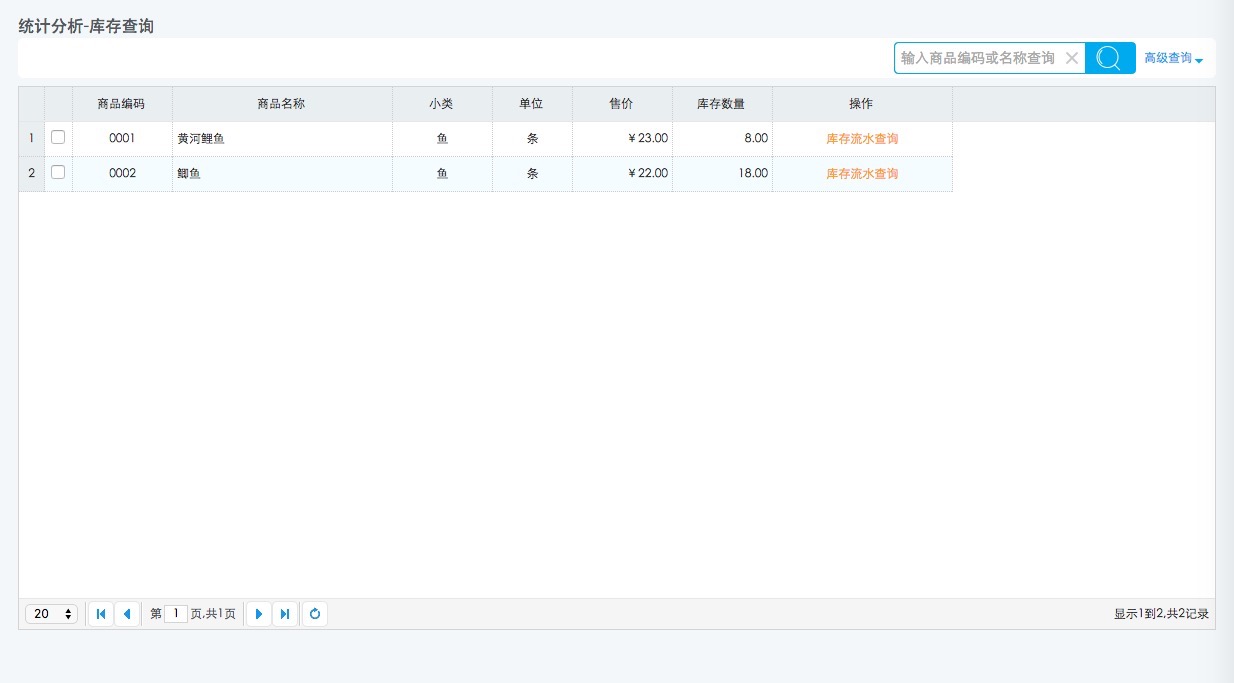 统计分析-库存查询
输入商品编码或名称查询 高级查询
商品编码 商品名称 小类 单位 售价 库存数量 操作
1 0001 黄河鲤鱼 鱼 条 ¥23.00 8.00 库存流水查询
2 0002 鲫鱼 鱼 条 ¥22.00 18.00 库存流水查询
20 第 1 页,共1页 显示1到2,共2记录